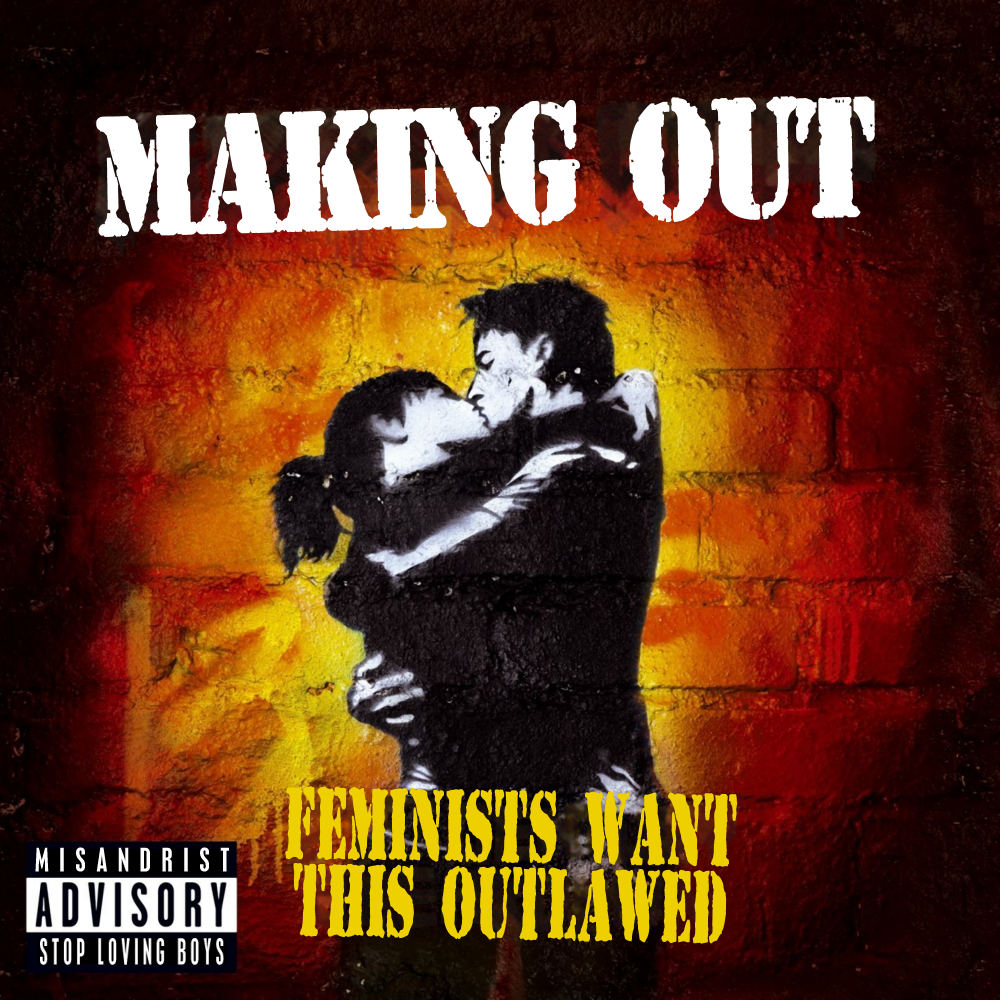 MAKING OUT
FEMINISTS WANT
THIS OUTLAWED
MISANDRIST
ADVISORY
STOP LOVING BOYS